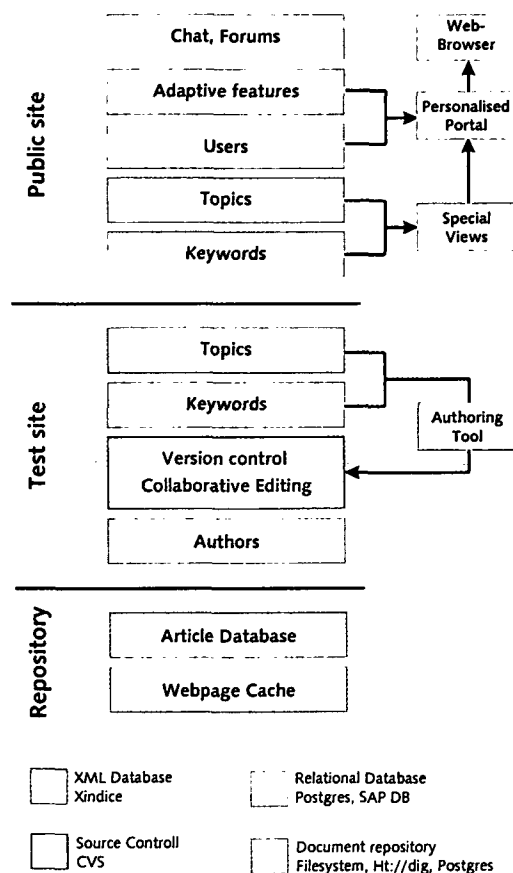 Public site
Chat, Forums
Adaptive features
Users
Topics
Keywords
Web-
Browser
Personalised
Portal
Special
Views
Test site
Topics
Keywords
Version control
Collaborative Editing
Authors
Authoring
Tool
Repository
Article Database
Webpage Cache
XML Database
Xindice
Relational Database
Postgres, SAP DB
Source Controll
CVS
Document repository
Filesystem, Ht://dig, Postgres